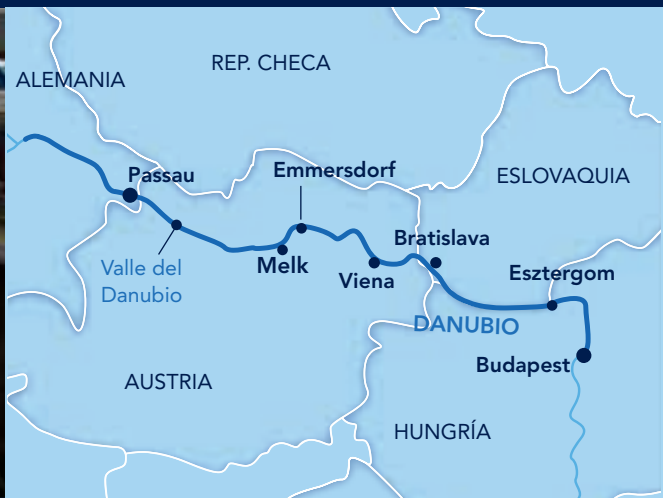 REP. CHECA
ALEMANIA
Emmersdorf
Passau
ESLOVAQUIA
Bratislava
Valle del
Danubio
Melk
Viena
Esztergom
DANUBIO
Budapest
AUSTRIA
HUNGRÍA